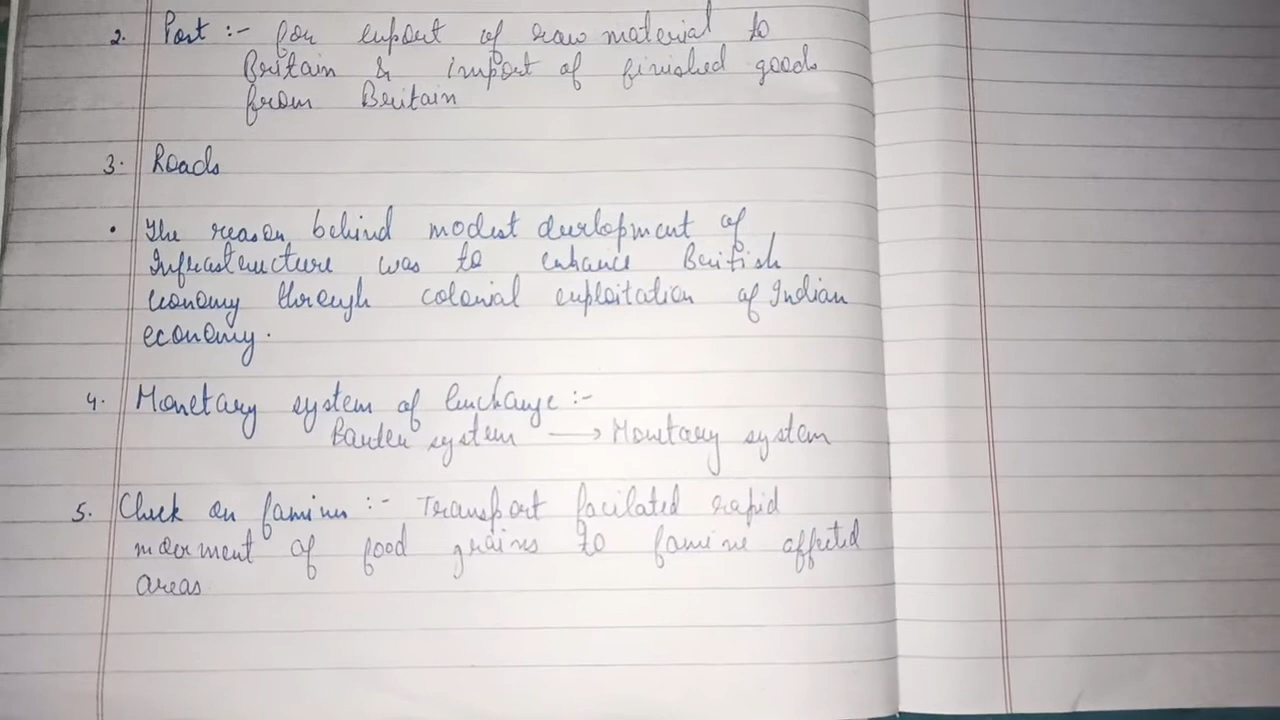 2. Port :- for export of raw material to
Britain & import of finished goods
from Britain
3. Roads
• The reason behind modest development of
Infrastructure was to enhance British
economy through colonial exploitation of Indian
economy.
4. Monetary system of Exchange :-
Barter system → Monetary system
5. Check on famines :- Transport facilated rapid
movement of food grains to famine affected
areas